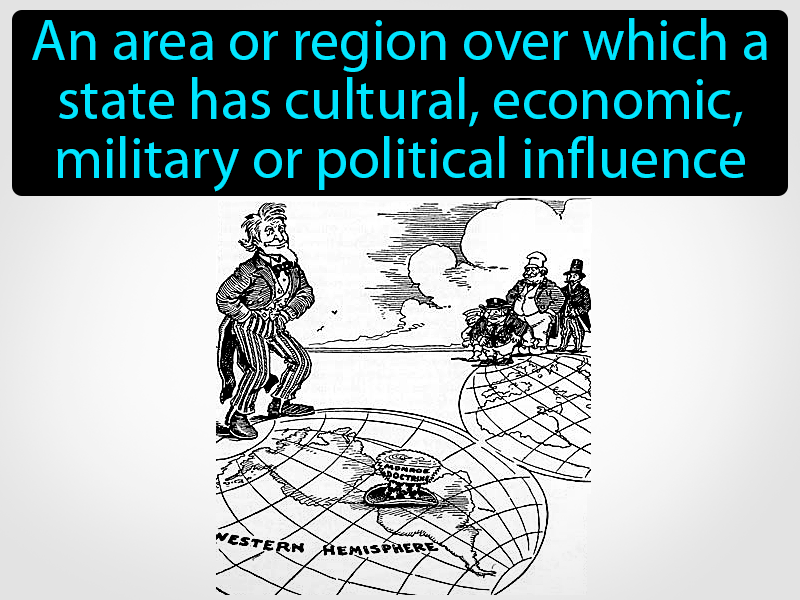 An area or region over which a
state has cultural, economic,
military or political influence
MONROE
DOCTRINE
WESTERN HEMISPHERE